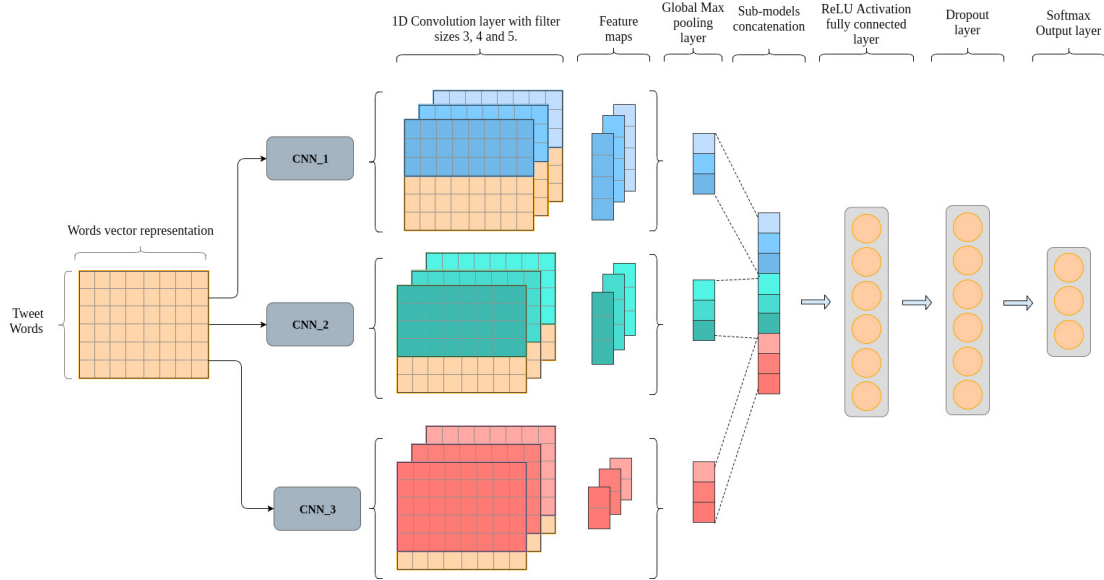 1D Convolution layer with filter
sizes 3, 4 and 5.
Feature
maps
Global Max
pooling
layer
Sub-models
concatenation
ReLU Activation
fully connected
layer
Dropout
layer
Softmax
Output layer
CNN_1
Words vector representation
Tweet
Words
CNN_2
CNN_3